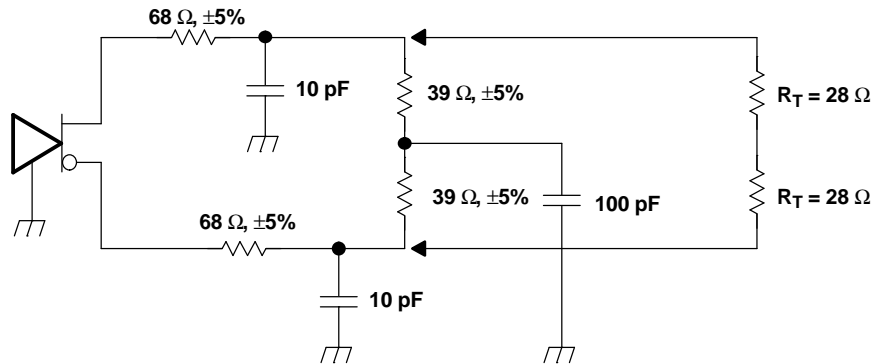 68 Ω, ±5%
10 pF
39 Ω, ±5%
R_T = 28 Ω
39 Ω, ±5%
100 pF
R_T = 28 Ω
68 Ω, ±5%
10 pF